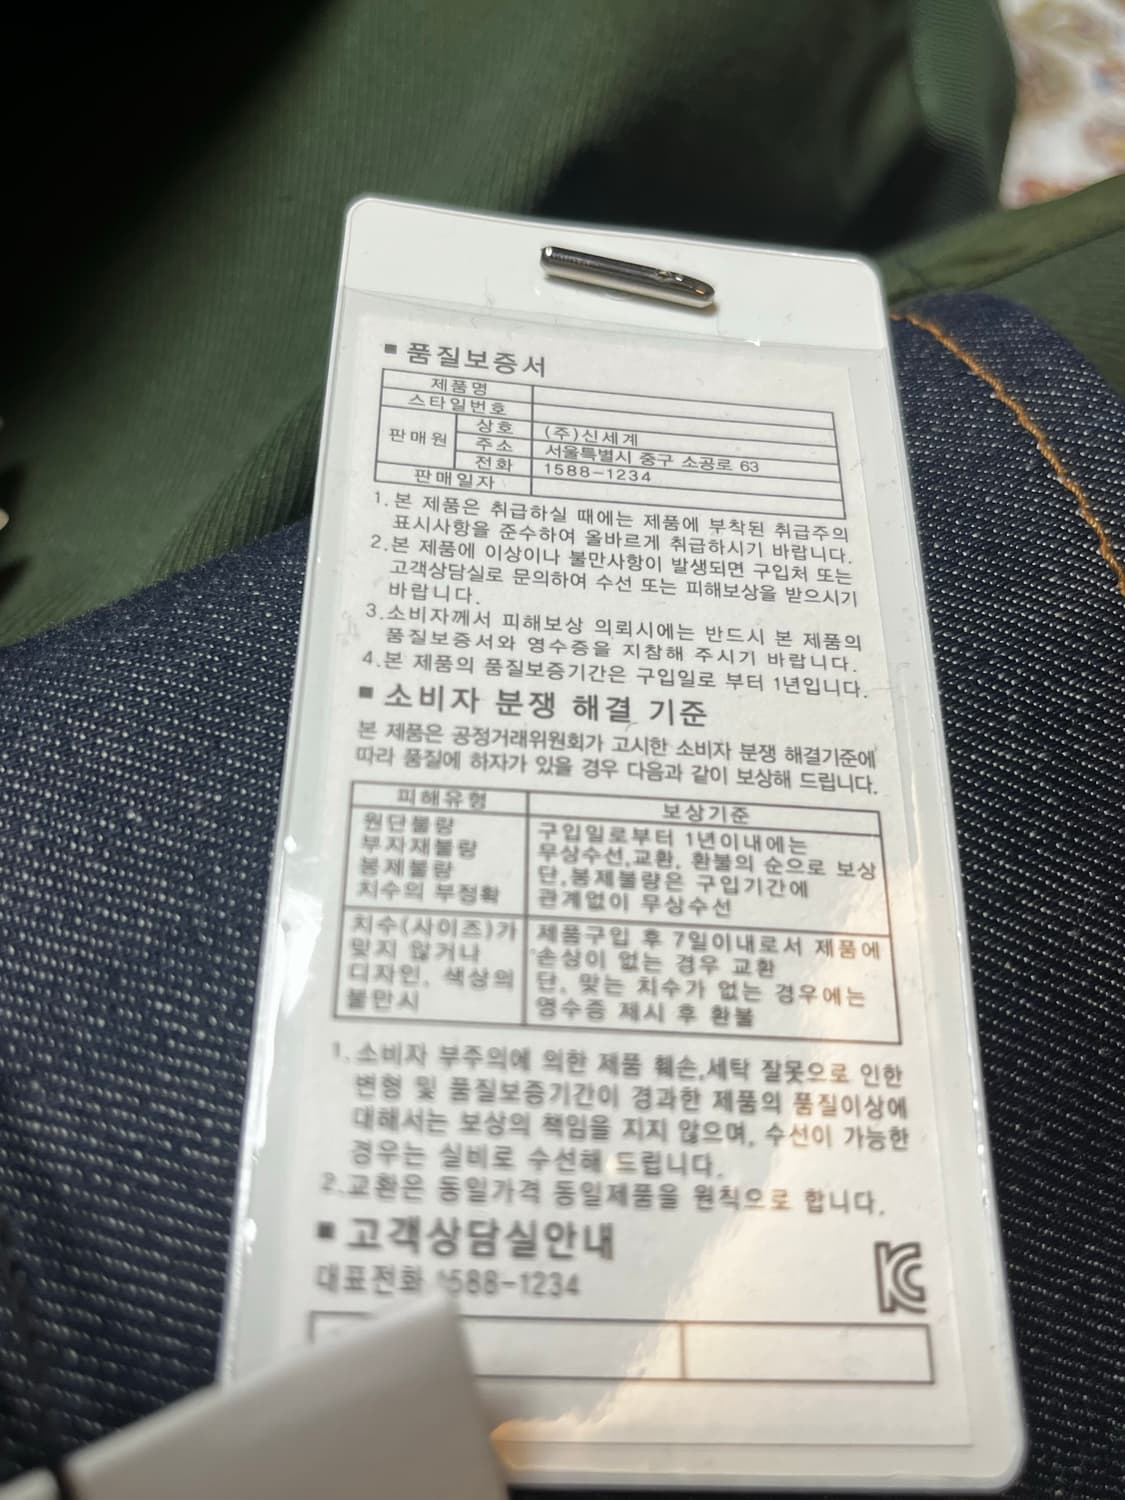 ■ 품질보증서
제품명
스타일번호
판매원 상호 (주)신세계
주소 서울특별시 중구 소공로 63
전화 1588-1234
판매일자
1.본 제품은 취급하실 때에는 제품에 부착된 취급주의
표시사항을 준수하여 올바르게 취급하시기 바랍니다.
2.본 제품에 이상이나 불만사항이 발생되면 구입처 또는
고객상담실로 문의하여 수선 또는 피해보상을 받으시기
바랍니다.
3.소비자께서 피해보상 의뢰시에는 반드시 본 제품의
품질보증서와 영수증을 지참해 주시기 바랍니다.
4.본 제품의 품질보증기간은 구입일로 부터 1년입니다.
■ 소비자 분쟁 해결 기준
본 제품은 공정거래위원회가 고시한 소비자 분쟁 해결기준에
따라 품질에 하자가 있을 경우 다음과 같이 보상해 드립니다.
피해유형 보상기준
원단불량
부자재불량
봉제불량
치수의 부정확
구입일로부터 1년이내에는
무상수선,교환, 환불의 순으로 보상
단,봉제불량은 구입기간에
관계없이 무상수선
치수(사이즈)가
맞지 않거나
디자인, 색상의
불만시
제품구입 후 7일이내로서 제품에
손상이 없는 경우 교환
단, 맞는 치수가 없는 경우에는
영수증 제시 후 환불
1.소비자 부주의에 의한 제품 훼손,세탁 잘못으로 인한
변형 및 품질보증기간이 경과한 제품의 품질이상에
대해서는 보상의 책임을 지지 않으며, 수선이 가능한
경우는 실비로 수선해 드립니다.
2.교환은 동일가격 동일제품을 원칙으로 합니다.
■ 고객상담실안내
대표전화 1588-1234
KC